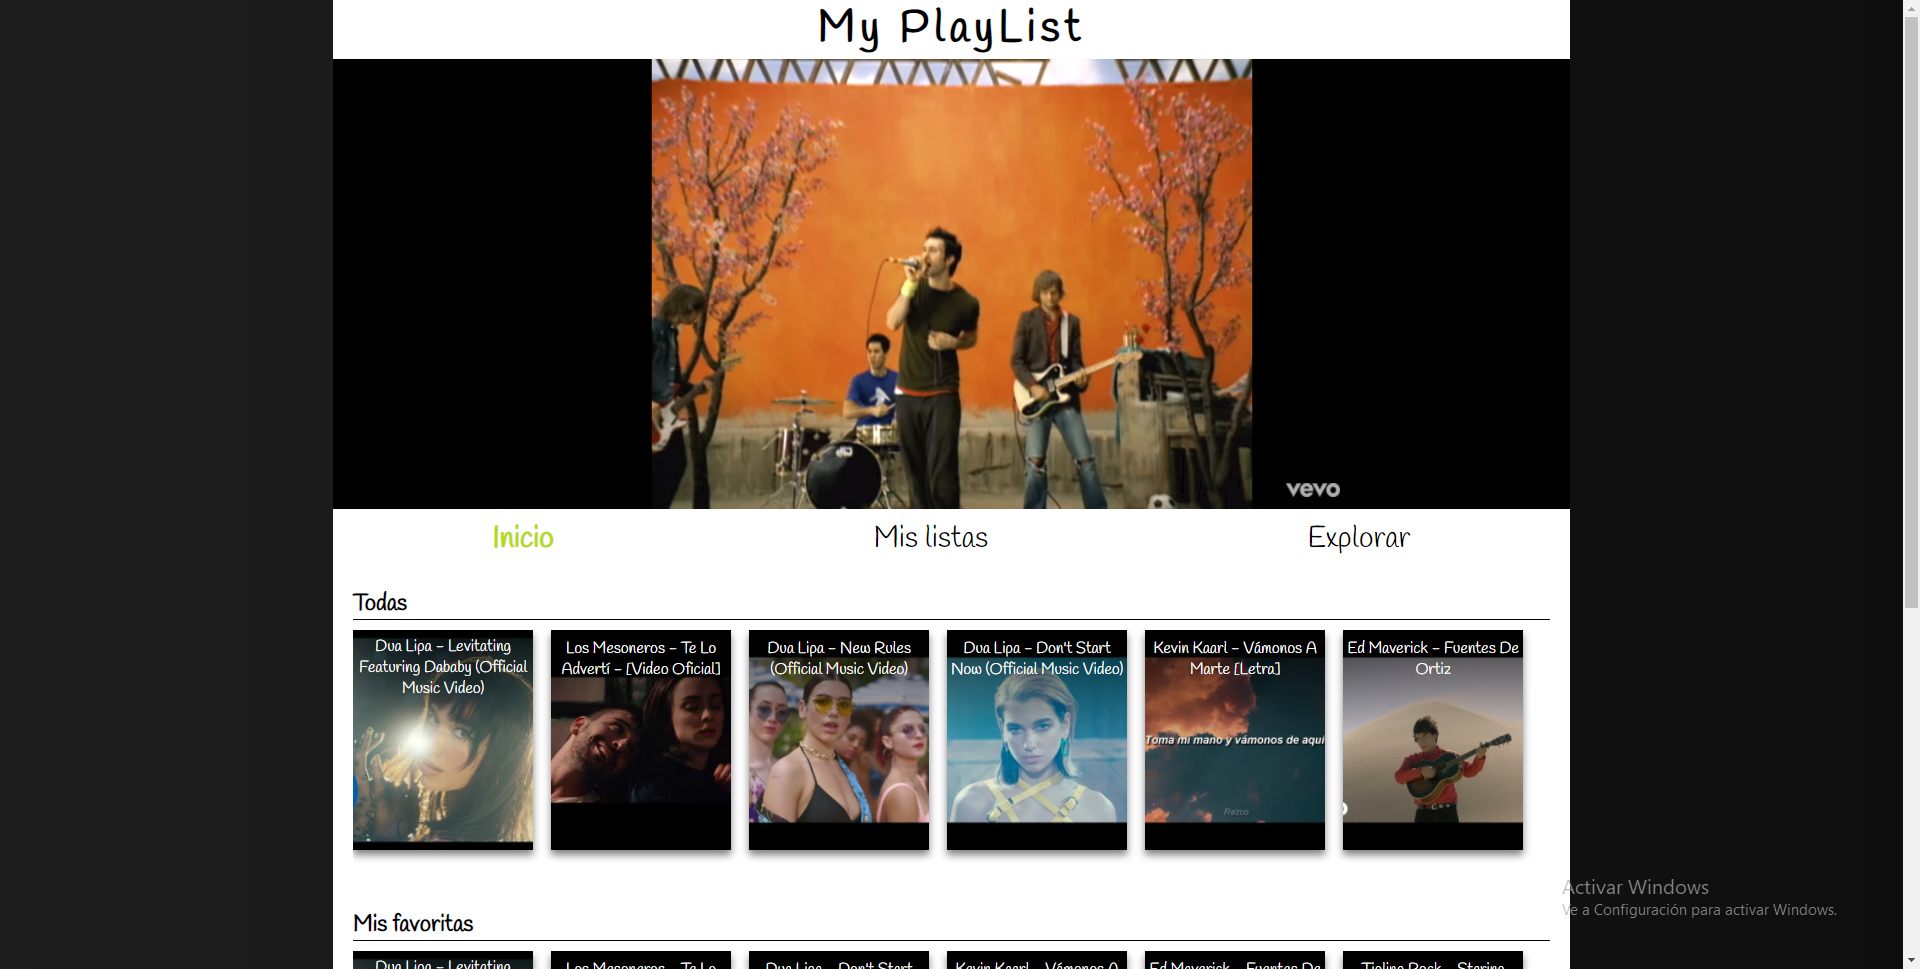 My PlayList
vevo
Inicio
Mis listas
Explorar
Todas
Dua Lipa - Levitating
Featuring Dababy (Official
Music Video)
Los Mesoneros - Te Lo
Advertí - [Video Oficial]
Dua Lipa - New Rules
(Official Music Video)
Dua Lipa - Don't Start
Now (Official Music Video)
Kevin Kaarl - Vámonos A
Marte [Letra]
Toma mi mano y vámonos de aquí
Razco
Ed Maverick - Fuentes De
Ortiz
Activar Windows
Ve a Configuración para activar Windows.
Mis favoritas
Dua Lipa - Levitating
Los Mesoneros - Te Lo
Dua Lipa - Don't Start
Kevin Kaarl - Vámonos A
Ed Maverick - Fuentes De